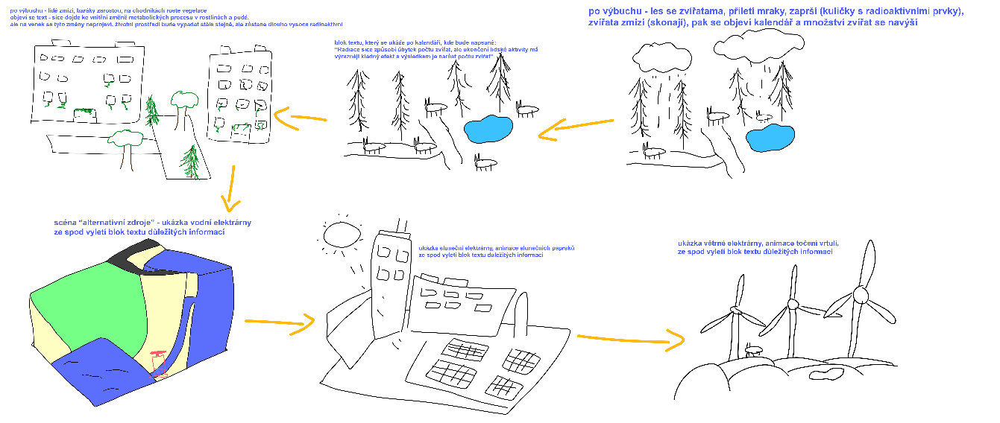 po výbuchu - lidé zmizí, baráky zarostou, na chodníkách roste vegetace
objeví se text - sice dojde ke vnitřní změně metabolických procesu v rostlinách a pudě.
ale na venek se tyto změny neprojeví, životní prostředí bude vypadat stále stejně, ale zůstane dlouho vysoce radioaktivní
po výbuchu - les se zvířatama, přiletí mraky, zaprší (kuličky s radioaktivními prvky),
zvířata zmizí (skonají), pak se objeví kalendář a množství zvířat se navýší
blok textu, který se ukáže po kalendáři, kde bude napsané:
"Radiace sice způsobí úbytek počtu zvířat, ale ukončení lidské aktivity má
výraznějí kladný efekt a výsledkem je narůst počtu zvířat"
scéna "alternativní zdroje" - ukázka vodní elektrárny
ze spod vyletí blok textu důležitých informací
ukázka sluneční elektrárny, animace slunečních paprsků
ze spod vyletí blok textu důležitých informací
ukázka větrné elektrárny, animace točení vrtulí,
ze spod vyletí blok textu důležitých informací